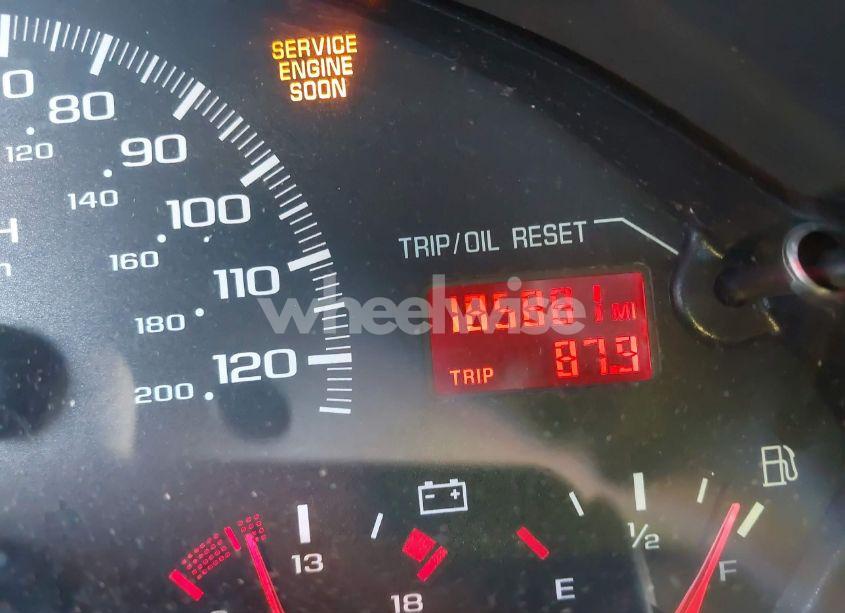 SERVICE
ENGINE
SOON
80
120
90
140
100
160
110
180
120
200
TRIP/OIL RESET
MI
TRIP 87.9
wheelwise
13
18
E
1/2
F